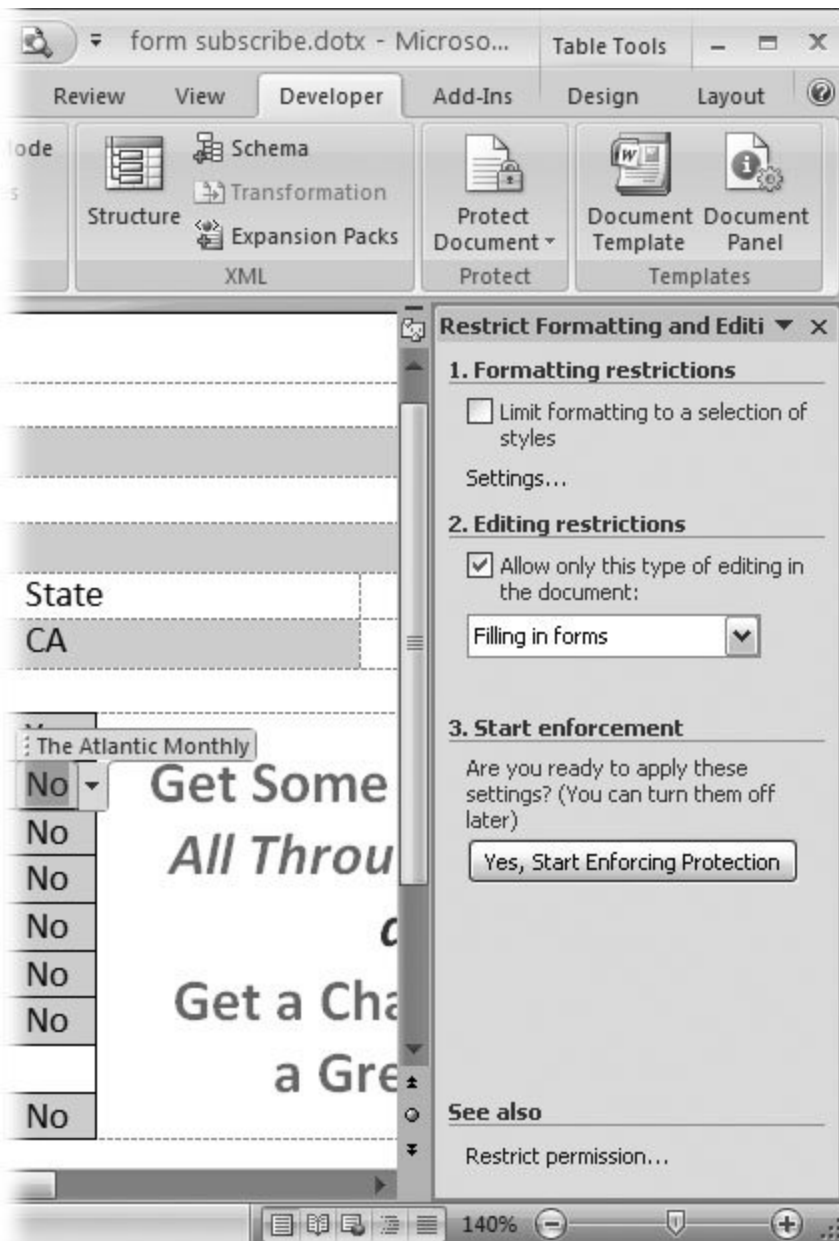 form subscribe.dotx - Microso...
Table Tools
Review View Developer Add-Ins Design Layout
ode
s
Structure
Schema
Transformation
Expansion Packs
XML
Protect
Document
Protect
Document
Template
Document
Panel
Templates
Restrict Formatting and Editi
1. Formatting restrictions
Limit formatting to a selection of
styles
Settings...
2. Editing restrictions
Allow only this type of editing in
the document:
Filling in forms
3. Start enforcement
Are you ready to apply these
settings? (You can turn them off
later)
Yes, Start Enforcing Protection
See also
Restrict permission...
State
CA
The Atlantic Monthly
No
No
No
No
No
No
No
Get Some
All Throu
Get a Cha
a Gre
140%